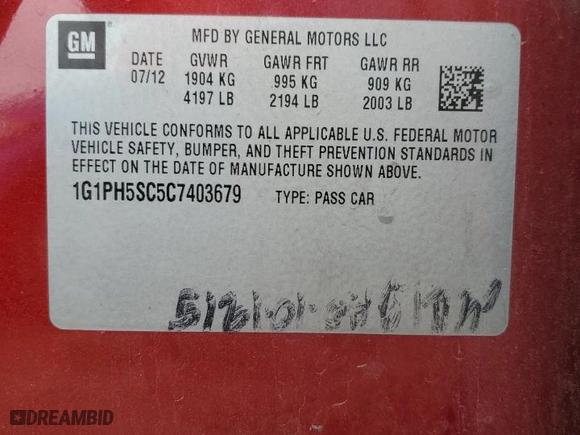 GM
MFD BY GENERAL MOTORS LLC
DATE GVWR GAWR FRT GAWR RR
07/12 1904 KG 995 KG 909 KG
4197 LB 2194 LB 2003 LB
THIS VEHICLE CONFORMS TO ALL APPLICABLE U.S. FEDERAL MOTOR
VEHICLE SAFETY, BUMPER, AND THEFT PREVENTION STANDARDS IN
EFFECT ON THE DATE OF MANUFACTURE SHOWN ABOVE.
1G1PH5SC5C7403679 TYPE: PASS CAR
DREAMBID